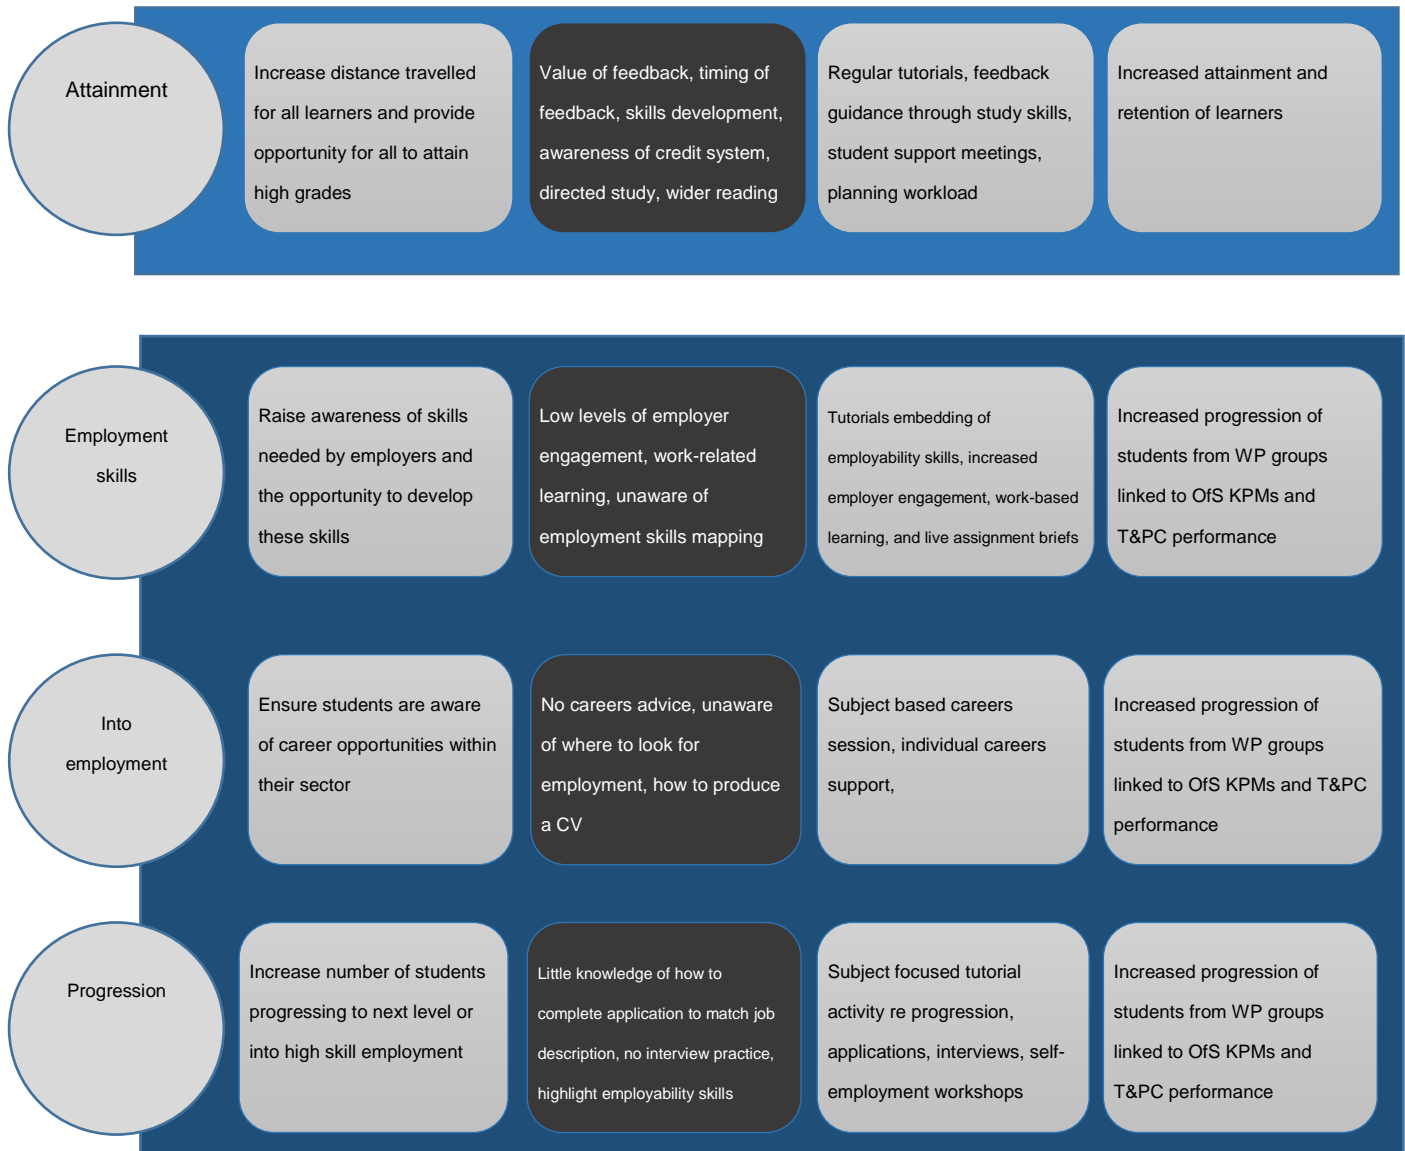 Attainment
Increase distance travelled
for all learners and provide
opportunity for all to attain
high grades
Value of feedback, timing of
feedback, skills development,
awareness of credit system,
directed study, wider reading
Regular tutorials, feedback
guidance through study skills,
student support meetings,
planning workload
Increased attainment and
retention of learners
Employment
skills
Raise awareness of skills
needed by employers and
the opportunity to develop
these skills
Low levels of employer
engagement, work-related
learning, unaware of
employment skills mapping
Tutorials embedding of
employability skills, increased
employer engagement, work-based
learning, and live assignment briefs
Increased progression of
students from WP groups
linked to OfS KPMs and
T&PC performance
Into
employment
Ensure students are aware
of career opportunities within
their sector
No careers advice, unaware
of where to look for
employment, how to produce
a CV
Subject based careers
session, individual careers
support,
Increased progression of
students from WP groups
linked to OfS KPMs and T&PC
performance
Progression
Increase number of students
progressing to next level or
into high skill employment
Little knowledge of how to
complete application to match job
description, no interview practice,
highlight employability skills
Subject focused tutorial
activity re progression,
applications, interviews, self-
employment workshops
Increased progression of
students from WP groups
linked to OfS KPMs and
T&PC performance